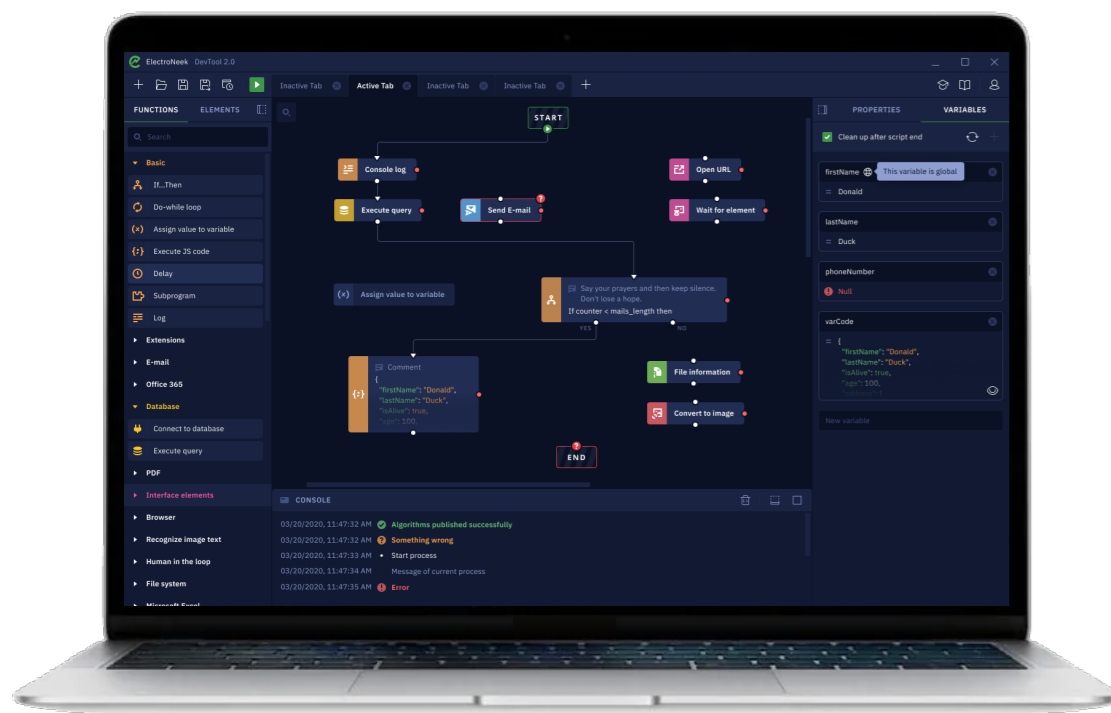 ElectroNeek DevTool 2.0
Inactive Tab
Active Tab
Inactive Tab
Inactive Tab
FUNCTIONS
ELEMENTS
Search
Basic
If...Then
Do-while loop
(×) Assign value to variable
{:} Execute JS code
Delay
Subprogram
Log
Extensions
E-mail
Office 365
Database
Connect to database
Execute query
PDF
Interface elements
Browser
Recognize image text
Human in the loop
File system
Microsoft Excel
START
Console log
Open URL
Execute query
?
Send E-mail
Wait for element
(×) Assign value to variable
Say your prayers and then keep silence.
Don't lose a hope.
If counter < mails_length then
YES
NO
{:}
Comment
{
"firstName": "Donald",
"lastName": "Duck",
"isAlive": true,
"age": 100,
File information
Convert to image
?
END
CONSOLE
03/20/2020, 11:47:32 AM Algorithms published successfully
03/20/2020, 11:47:32 AM ? Something wrong
03/20/2020, 11:47:33 AM • Start process
03/20/2020, 11:47:34 AM Message of current process
03/20/2020, 11:47:35 AM ! Error
PROPERTIES
VARIABLES
Clean up after script end
firstName
This variable is global
= Donald
lastName
= Duck
phoneNumber
! Null
varCode
= {
"firstName": "Donald",
"lastName": "Duck",
"isAlive": true,
"age": 100,
New variable